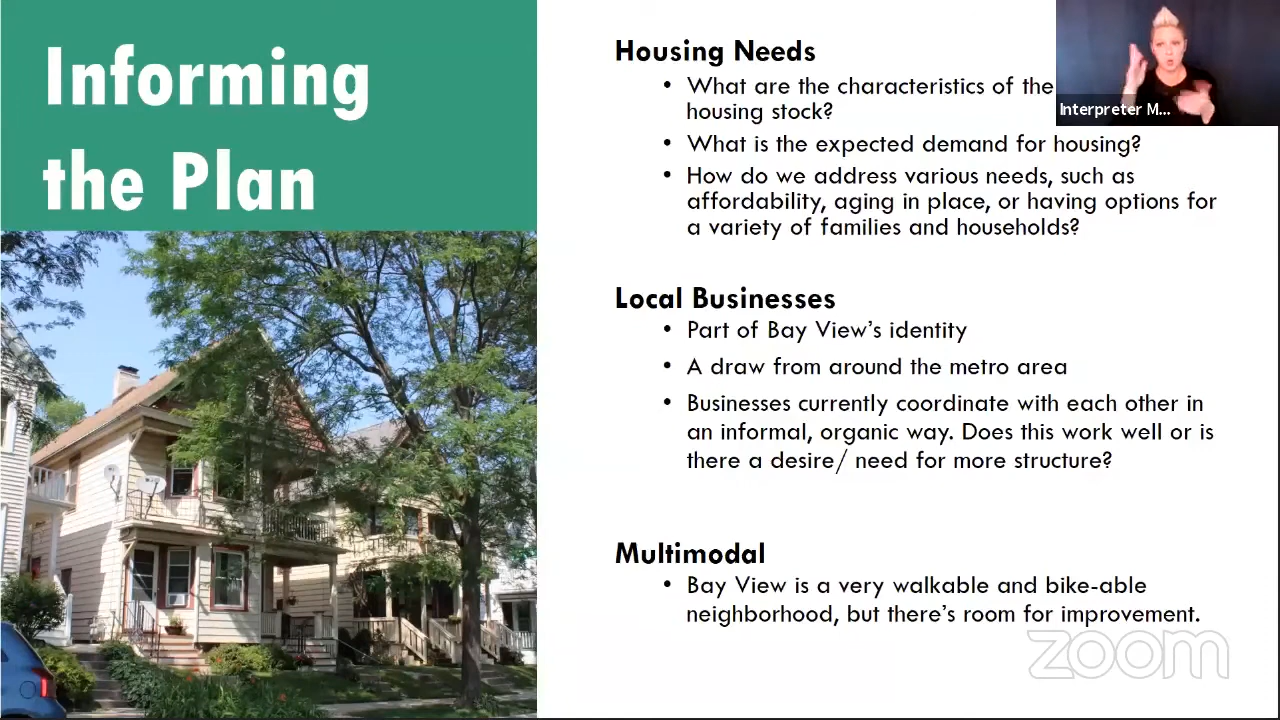 Informing
the Plan
Housing Needs
• What are the characteristics of the
housing stock?
• What is the expected demand for housing?
• How do we address various needs, such as
affordability, aging in place, or having options for
a variety of families and households?
Interpreter M...
Local Businesses
• Part of Bay View's identity
• A draw from around the metro area
• Businesses currently coordinate with each other in
an informal, organic way. Does this work well or is
there a desire/ need for more structure?
Multimodal
• Bay View is a very walkable and bike-able
neighborhood, but there's room for improvement.
zoom